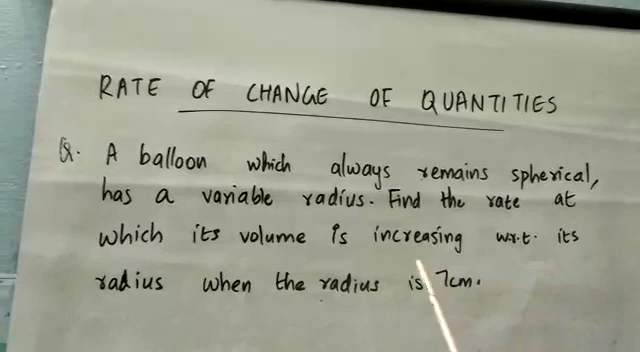 RATE OF CHANGE OF QUANTITIES
Q. A balloon which always remains spherical,
has a variable radius. Find the rate at
which its volume is increasing w.r.t. its
radius when the radius is 7cm.